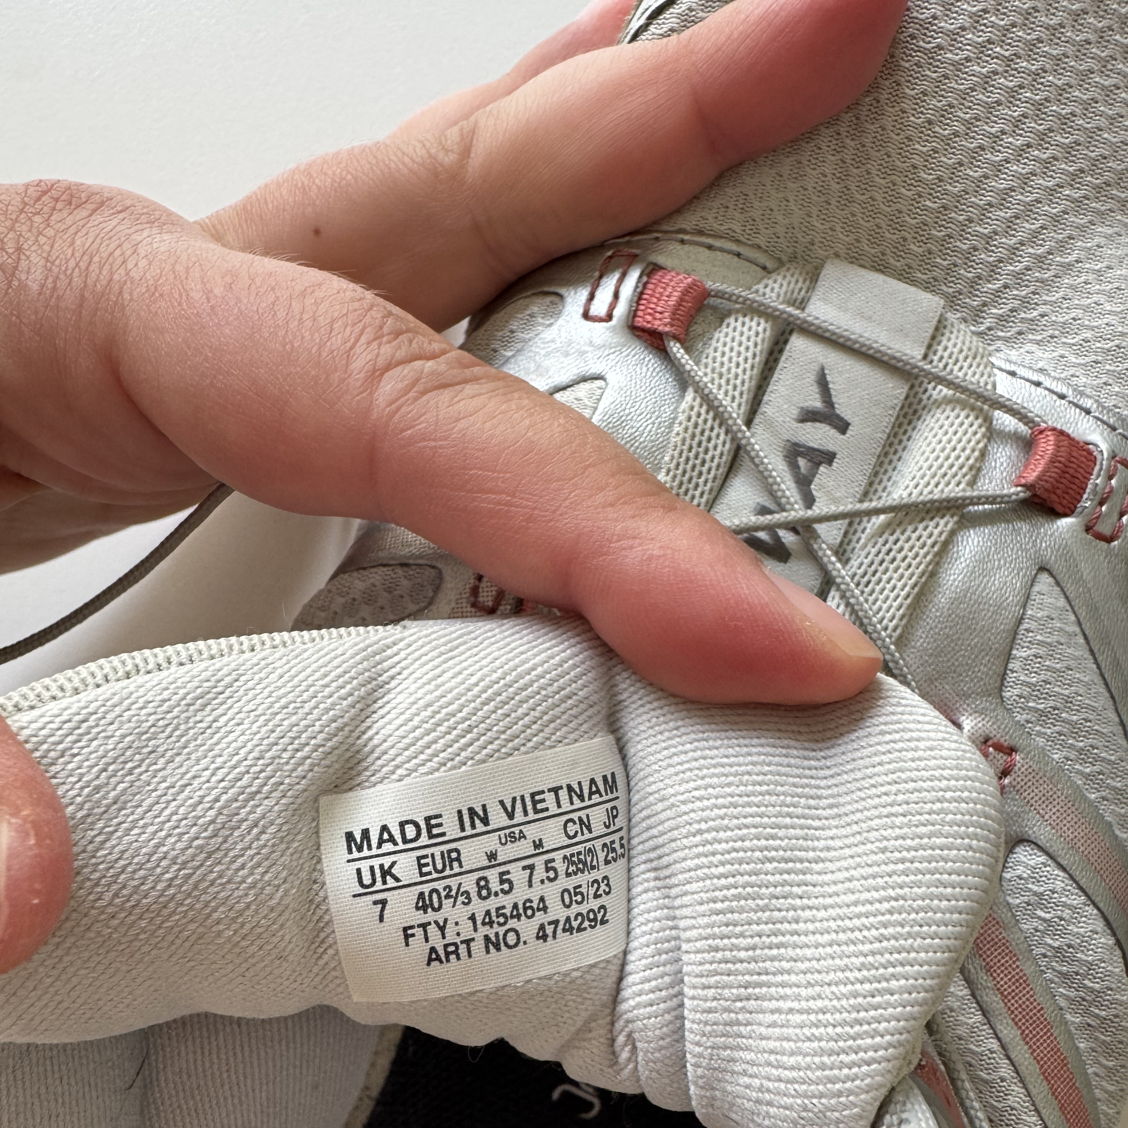 WAY
MADE IN VIETNAM
UK EUR W USA M CN JP
7 40⅔ 8.5 7.5 255(2) 25.5
FTY: 145464 05/23
ART NO. 474292